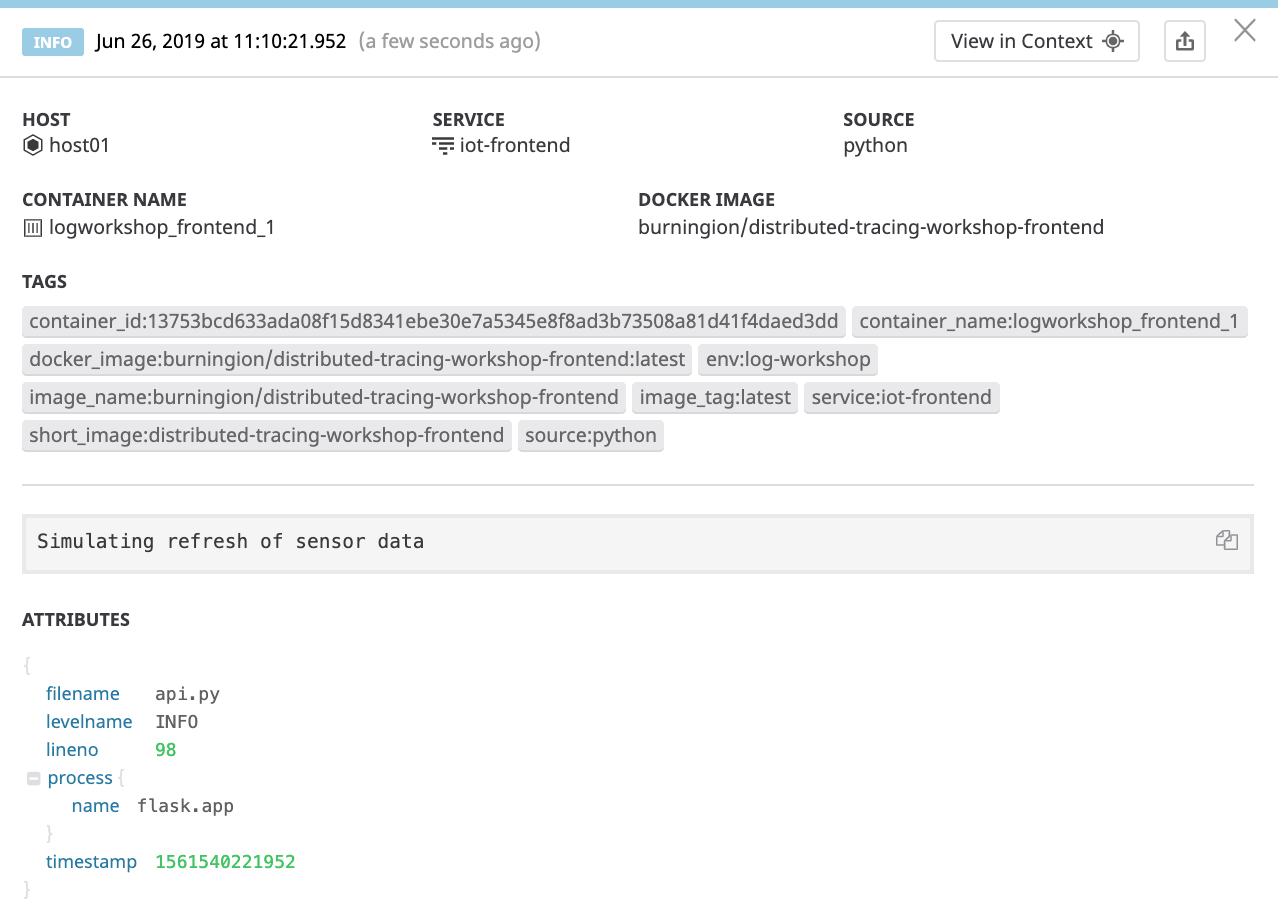 INFO Jun 26, 2019 at 11:10:21.952 (a few seconds ago) View in Context
HOST SERVICE SOURCE
host01 iot-frontend python
CONTAINER NAME DOCKER IMAGE
logworkshop_frontend_1 burningion/distributed-tracing-workshop-frontend
TAGS
container_id:13753bcd633ada08f15d8341ebe30e7a5345e8f8ad3b73508a81d41f4daed3dd container_name:logworkshop_frontend_1
docker_image:burningion/distributed-tracing-workshop-frontend:latest env:log-workshop
image_name:burningion/distributed-tracing-workshop-frontend image_tag:latest service:iot-frontend
short_image:distributed-tracing-workshop-frontend source:python
Simulating refresh of sensor data
ATTRIBUTES
{
filename api.py
levelname INFO
lineno 98
process {
name flask.app
}
timestamp 1561540221952
}